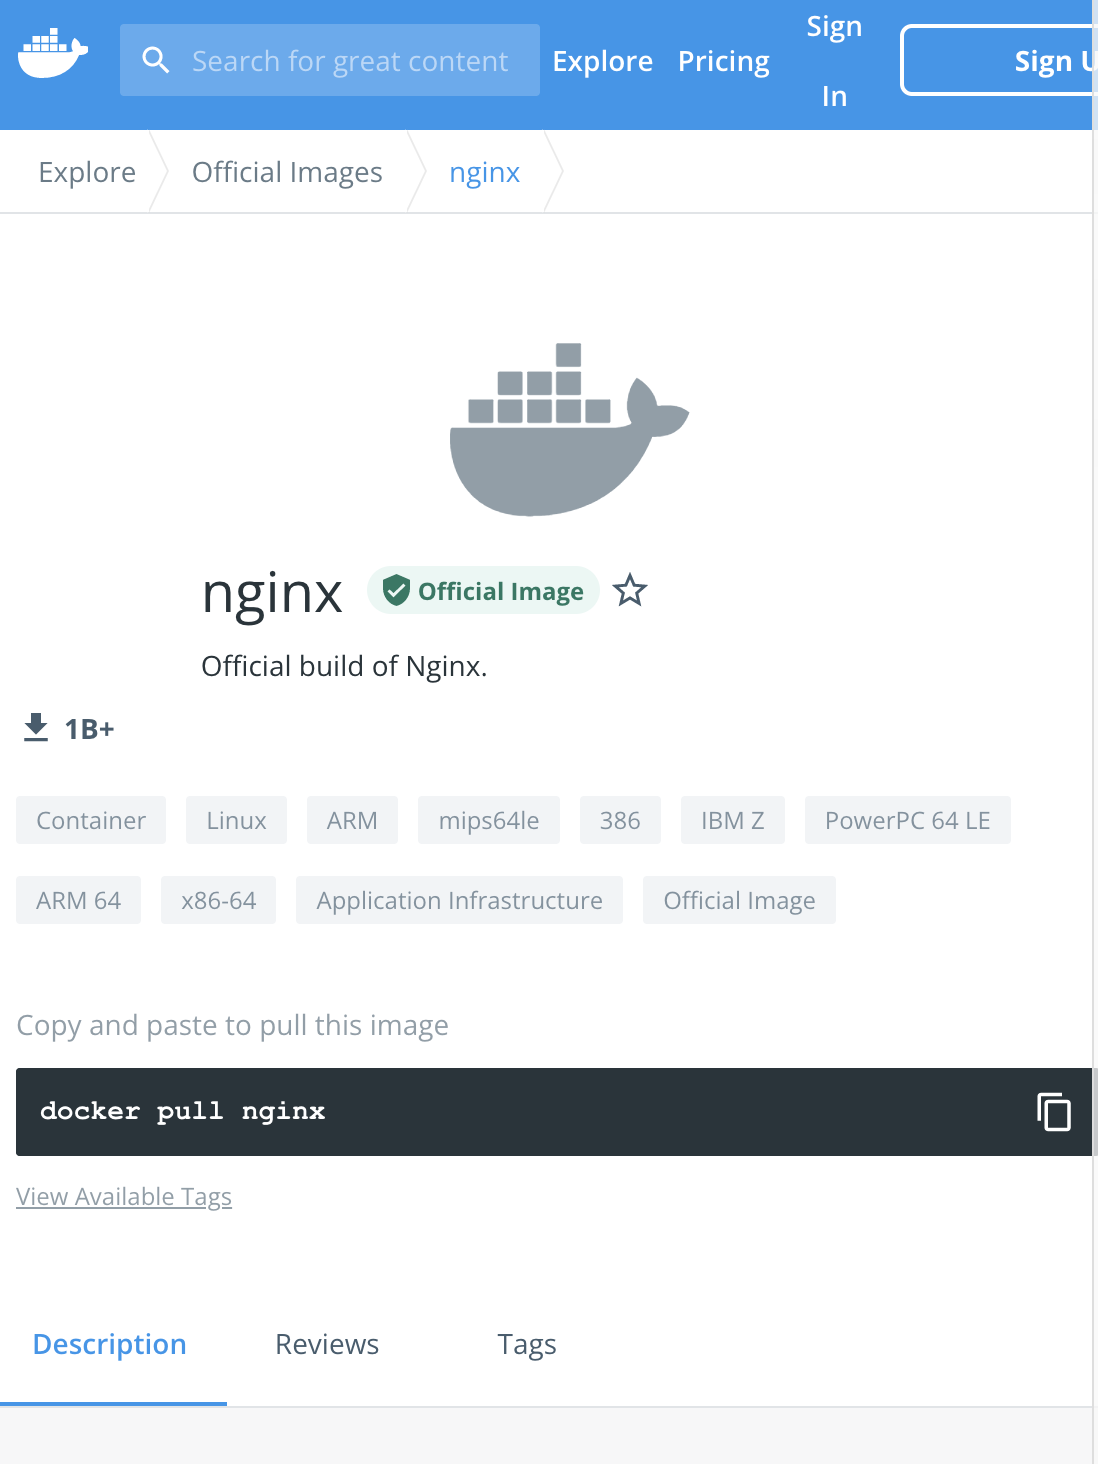 Search for great content
Explore
Pricing
Sign
In
Sign U
Explore
Official Images
nginx
nginx
Official Image
Official build of Nginx.
1B+
Container
Linux
ARM
mips64le
386
IBM Z
PowerPC 64 LE
ARM 64
x86-64
Application Infrastructure
Official Image
Copy and paste to pull this image
docker pull nginx
View Available Tags
Description
Reviews
Tags